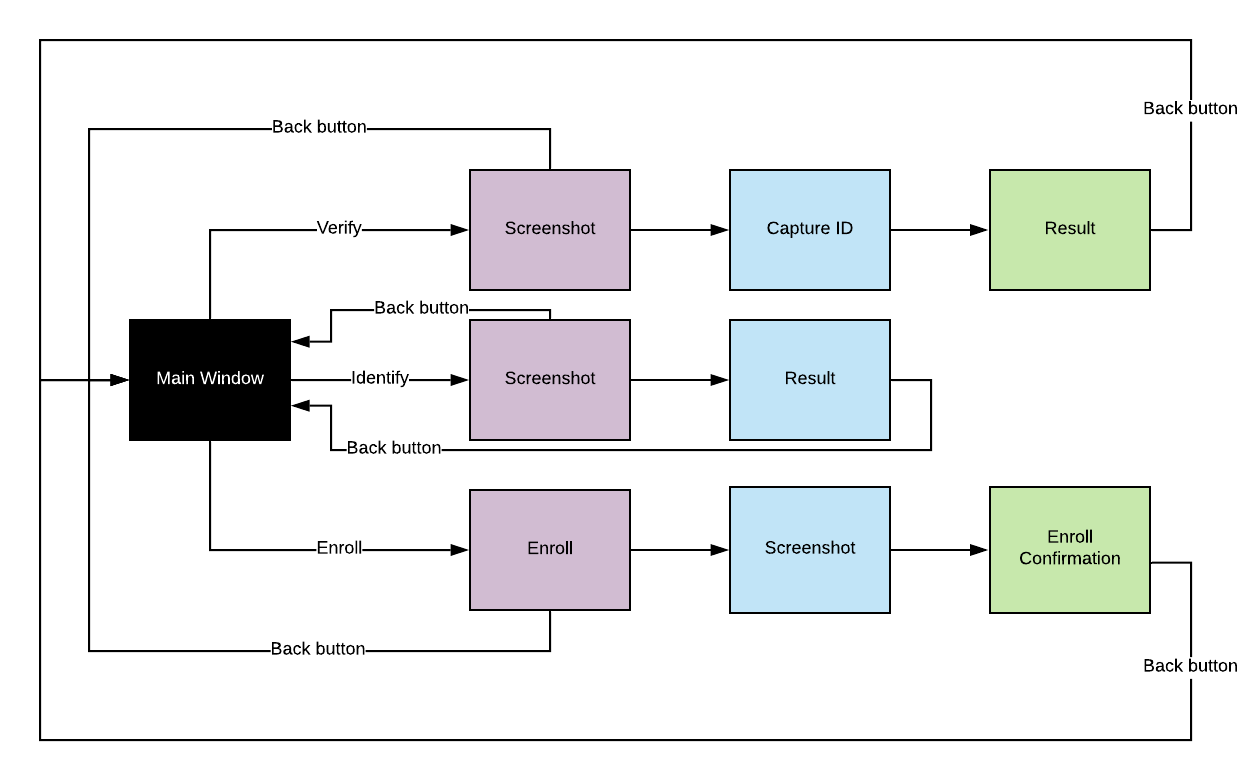 Back button
Back button
Verify
Screenshot
Capture ID
Result
Back button
Main Window
Identify
Screenshot
Result
Back button
Enroll
Enroll
Screenshot
Enroll
Confirmation
Back button
Back button